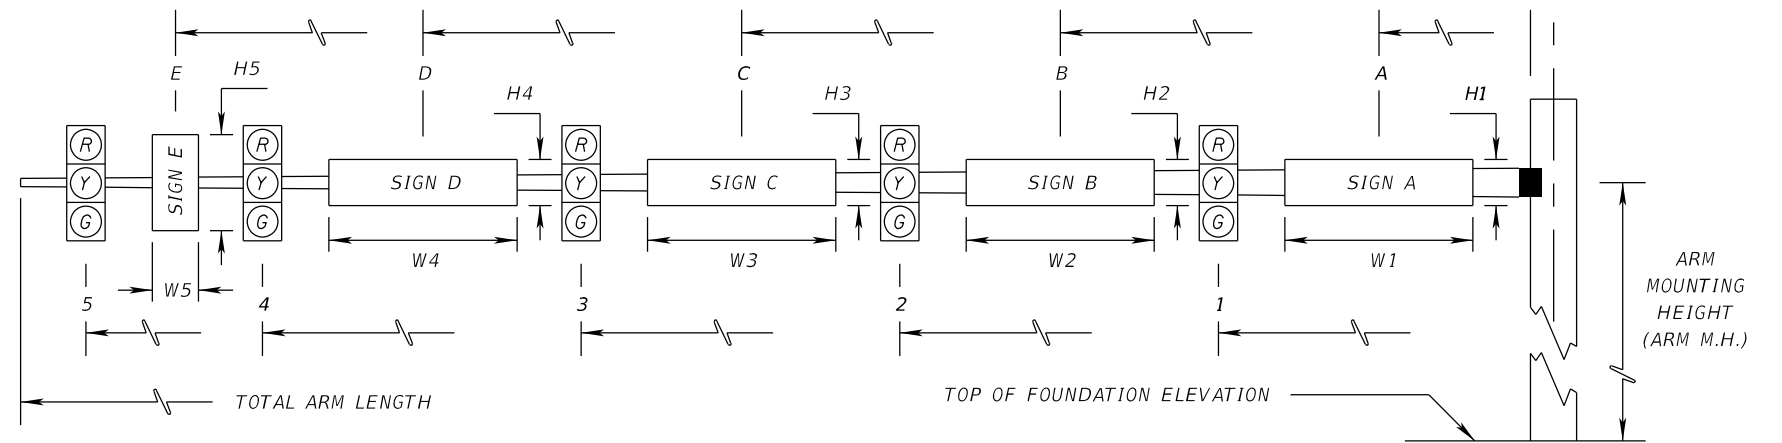 E
D
C
B
A
H5
H4
H3
H2
H1
R
R
R
R
R
Y
SIGN E
Y
SIGN D
Y
SIGN C
Y
SIGN B
Y
SIGN A
G
G
G
G
G
W4
W3
W2
W1
W5
5
4
3
2
1
ARM
MOUNTING
HEIGHT
(ARM M.H.)
TOTAL ARM LENGTH
TOP OF FOUNDATION ELEVATION